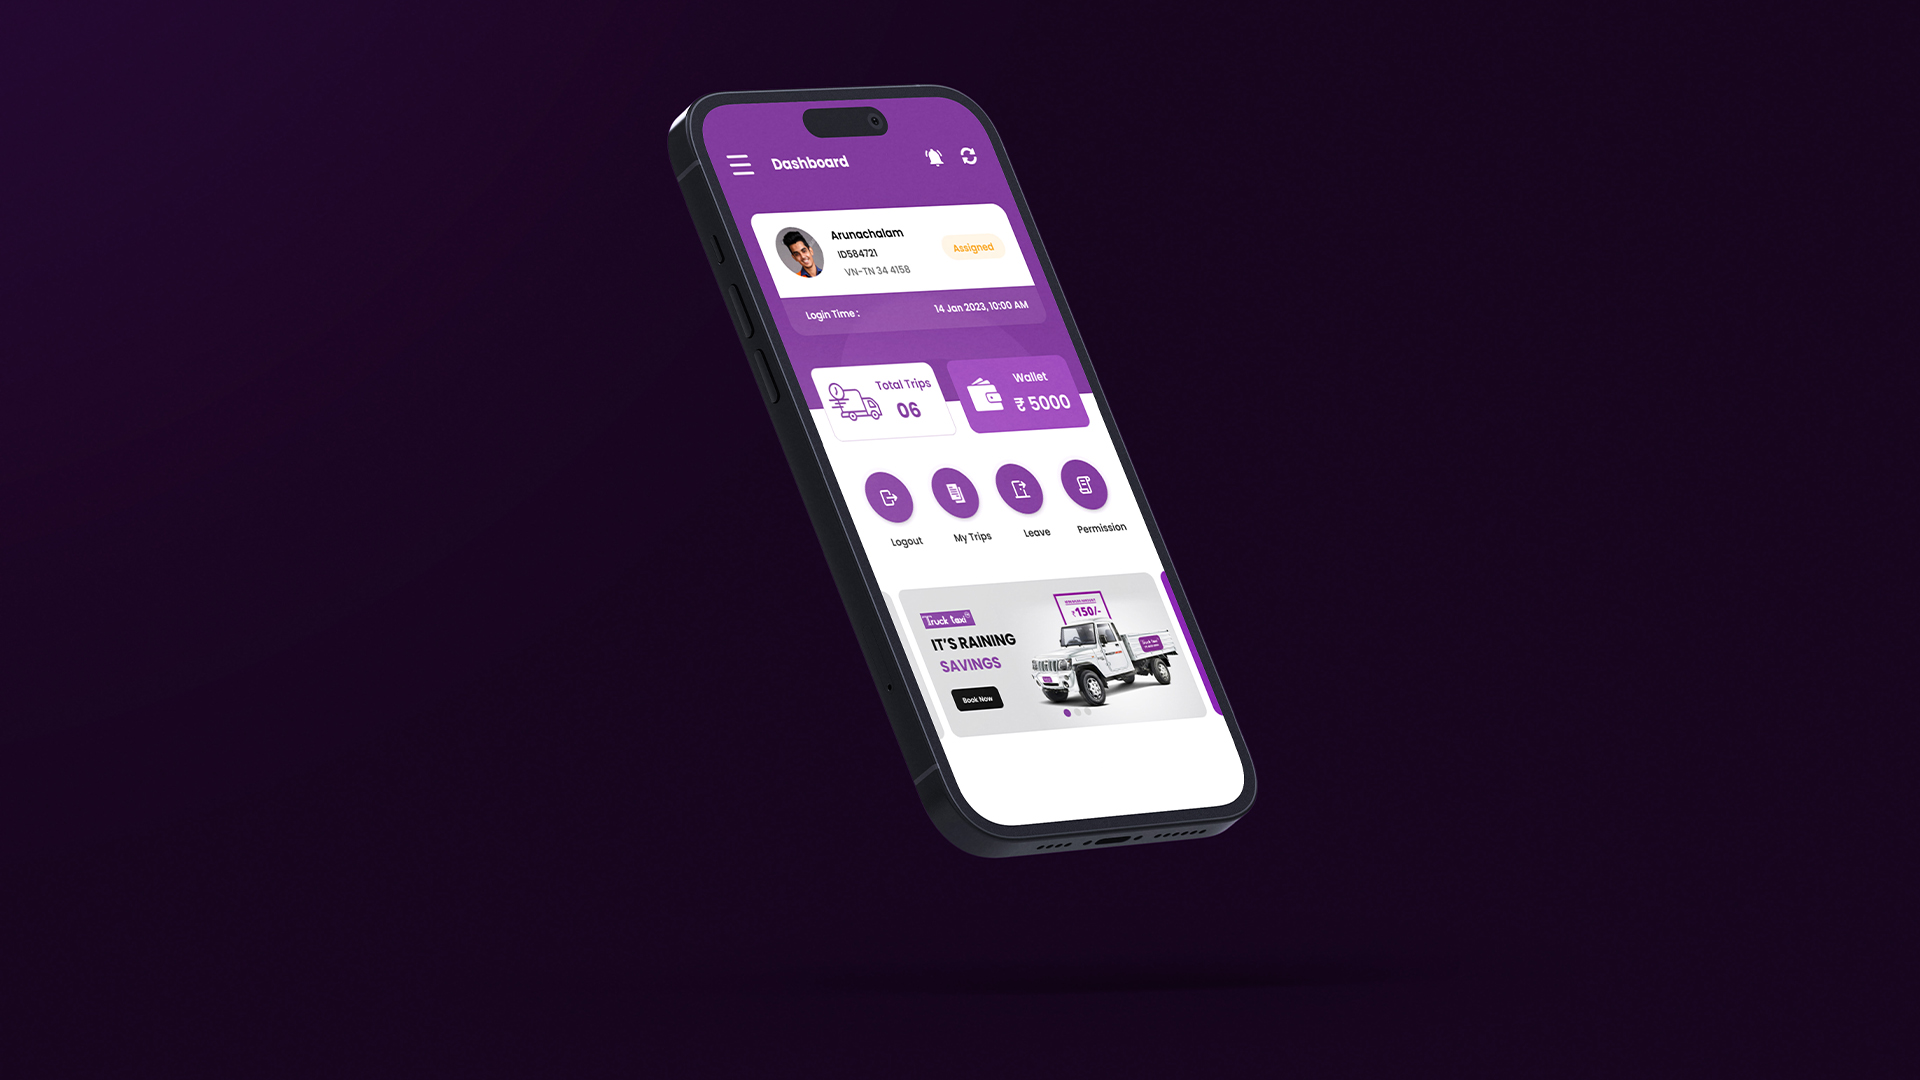 Dashboard
Arunachalam
ID584721
VN-TN 34 4158
Assigned
Login Time :
14 Jan 2023, 10:00 AM
Total Trips
06
Wallet
₹ 5000
Logout
My Trips
Leave
Permission
Truck taxi
IT'S RAINING
SAVINGS
Book Now
₹150/-